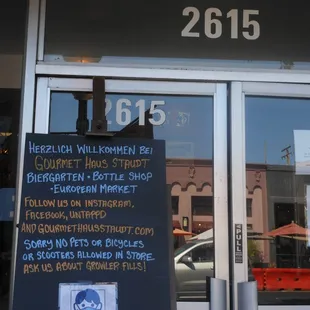 2615
2615
HERZLICH WILLKOMMEN BEI
GOURMET HAUS STAUDT
BIERGARTEN - BOTTLE SHOP
- EUROPEAN MARKET
FOLLOW US ON INSTAGRAM,
FACEBOOK, UNTAPPD
AND GOURMETHAUSSTAUDT.COM
SORRY NO PETS OR BICYCLES
OR SCOOTERS ALLOWED IN STORE.
ASK US ABOUT GROWLER FILLS!
PULL